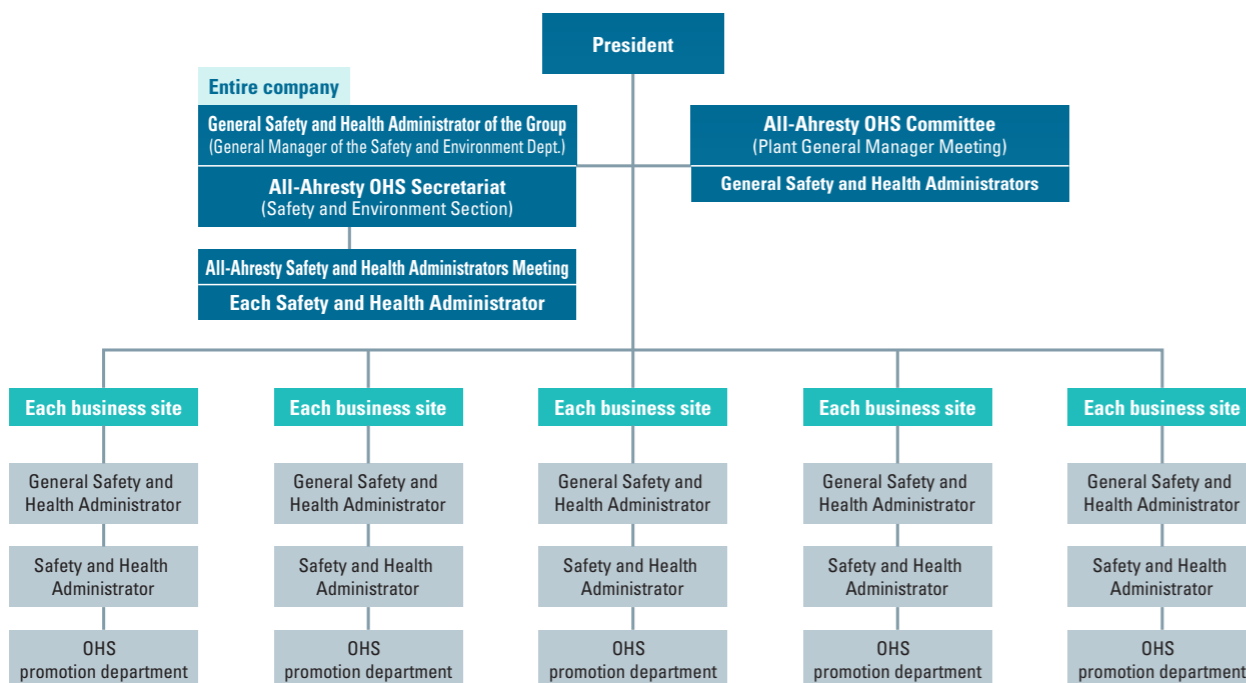 President
Entire company
General Safety and Health Administrator of the Group
(General Manager of the Safety and Environment Dept.)
All-Ahresty OHS Secretariat
(Safety and Environment Section)
All-Ahresty OHS Committee
(Plant General Manager Meeting)
General Safety and Health Administrators
All-Ahresty Safety and Health Administrators Meeting
Each Safety and Health Administrator
Each business site
General Safety and
Health Administrator
Safety and Health
Administrator
OHS
promotion department
Each business site
General Safety and
Health Administrator
Safety and Health
Administrator
OHS
promotion department
Each business site
General Safety and
Health Administrator
Safety and Health
Administrator
OHS
promotion department
Each business site
General Safety and
Health Administrator
Safety and Health
Administrator
OHS
promotion department
Each business site
General Safety and
Health Administrator
Safety and Health
Administrator
OHS
promotion department